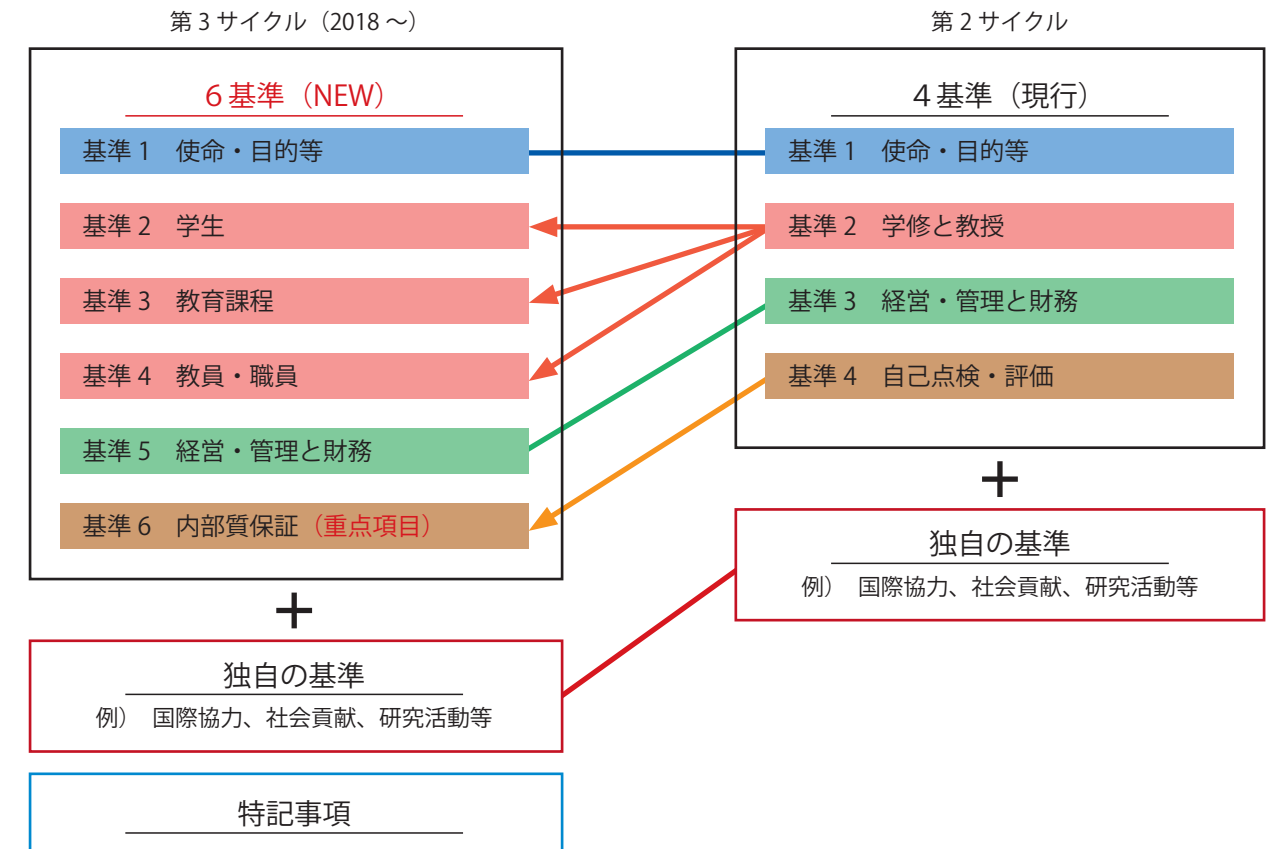 第3サイクル（2018～）
6基準（NEW）
基準1　使命・目的等
基準2　学生
基準3　教育課程
基準4　教員・職員
基準5　経営・管理と財務
基準6　内部質保証（重点項目）
＋
独自の基準
例）　国際協力、社会貢献、研究活動等
特記事項
第2サイクル
4基準（現行）
基準1　使命・目的等
基準2　学修と教授
基準3　経営・管理と財務
基準4　自己点検・評価
＋
独自の基準
例）　国際協力、社会貢献、研究活動等